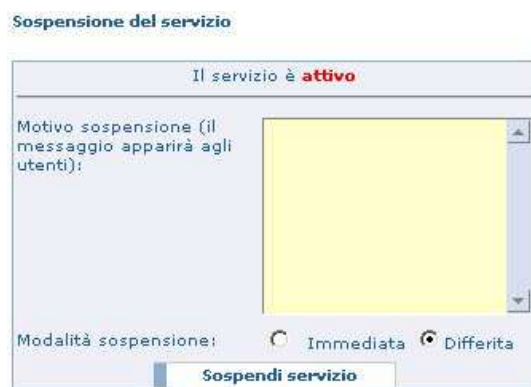 Sospensione del servizio
Il servizio è attivo
Motivo sospensione (il
messaggio apparirà agli
utenti):
Modalità sospensione: Immediata Differita
Sospendi servizio